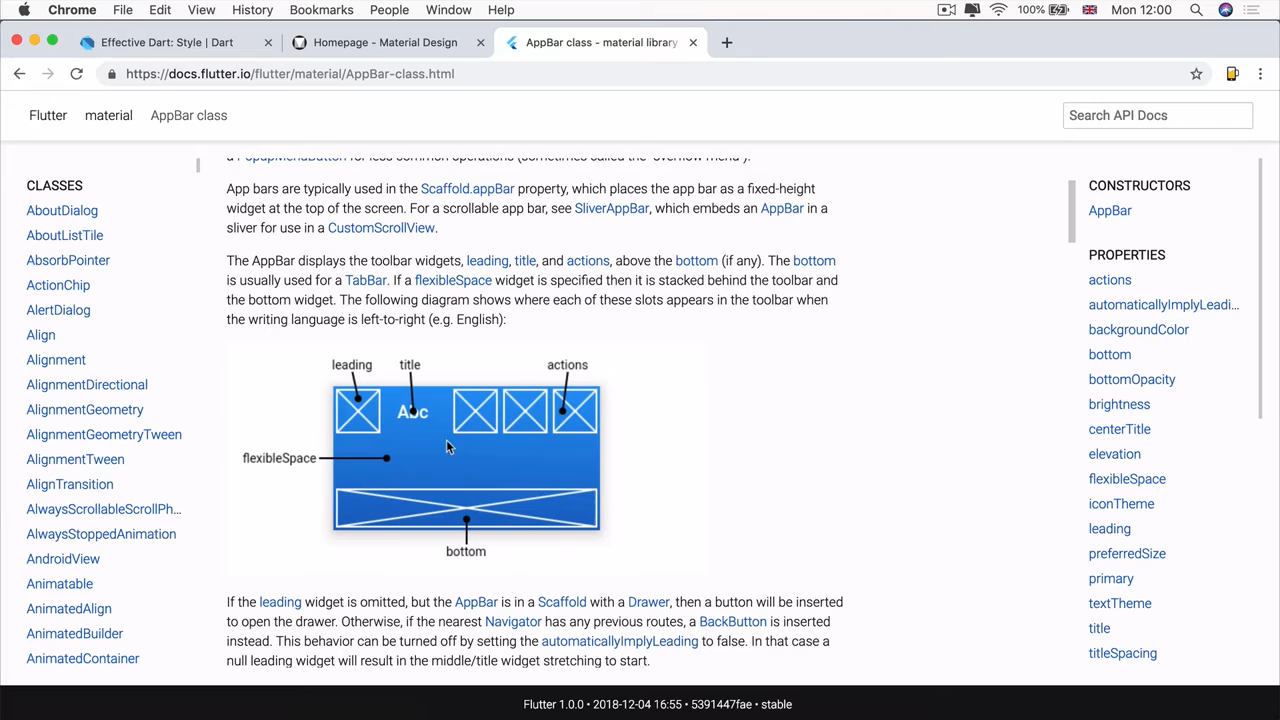 Chrome File Edit View History Bookmarks People Window Help 100% Mon 12:00
Effective Dart: Style | Dart Homepage - Material Design AppBar class - material library
https://docs.flutter.io/flutter/material/AppBar-class.html
Flutter material AppBar class Search API Docs
CLASSES
AboutDialog
AboutListTile
AbsorbPointer
ActionChip
AlertDialog
Align
Alignment
AlignmentDirectional
AlignmentGeometry
AlignmentGeometryTween
AlignmentTween
AlignTransition
AlwaysScrollableScrollPh...
AlwaysStoppedAnimation
AndroidView
Animatable
AnimatedAlign
AnimatedBuilder
AnimatedContainer
a PopupMenuButton for less common operations (sometimes called the "overflow menu").
App bars are typically used in the Scaffold.appBar property, which places the app bar as a fixed-height
widget at the top of the screen. For a scrollable app bar, see SliverAppBar, which embeds an AppBar in a
sliver for use in a CustomScrollView.
The AppBar displays the toolbar widgets, leading, title, and actions, above the bottom (if any). The bottom
is usually used for a TabBar. If a flexibleSpace widget is specified then it is stacked behind the toolbar and
the bottom widget. The following diagram shows where each of these slots appears in the toolbar when
the writing language is left-to-right (e.g. English):
leading title actions
Abc
flexibleSpace
bottom
If the leading widget is omitted, but the AppBar is in a Scaffold with a Drawer, then a button will be inserted
to open the drawer. Otherwise, if the nearest Navigator has any previous routes, a BackButton is inserted
instead. This behavior can be turned off by setting the automaticallyImplyLeading to false. In that case a
null leading widget will result in the middle/title widget stretching to start.
CONSTRUCTORS
AppBar
PROPERTIES
actions
automaticallyImplyLeadi...
backgroundColor
bottom
bottomOpacity
brightness
centerTitle
elevation
flexibleSpace
iconTheme
leading
preferredSize
primary
textTheme
title
titleSpacing
Flutter 1.0.0 • 2018-12-04 16:55 • 5391447fae • stable